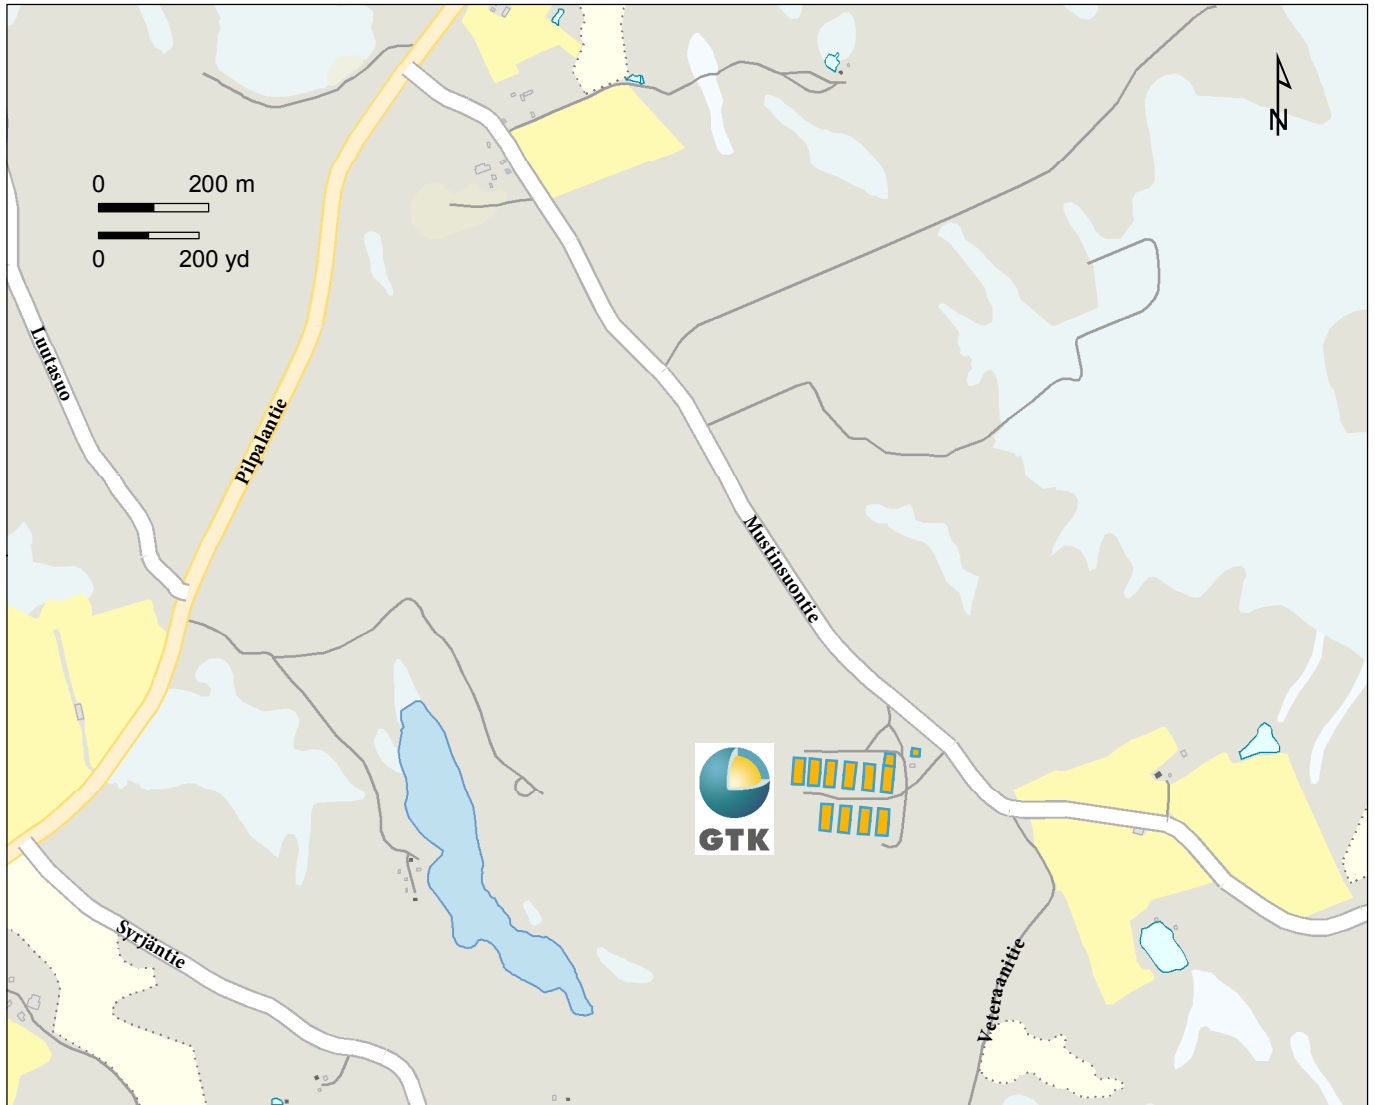 N
0 200 m
0 200 yd
Luutasuo
Pilpalantie
Mustinsuontie
GTK
Syrjäntie
Veteraanitie